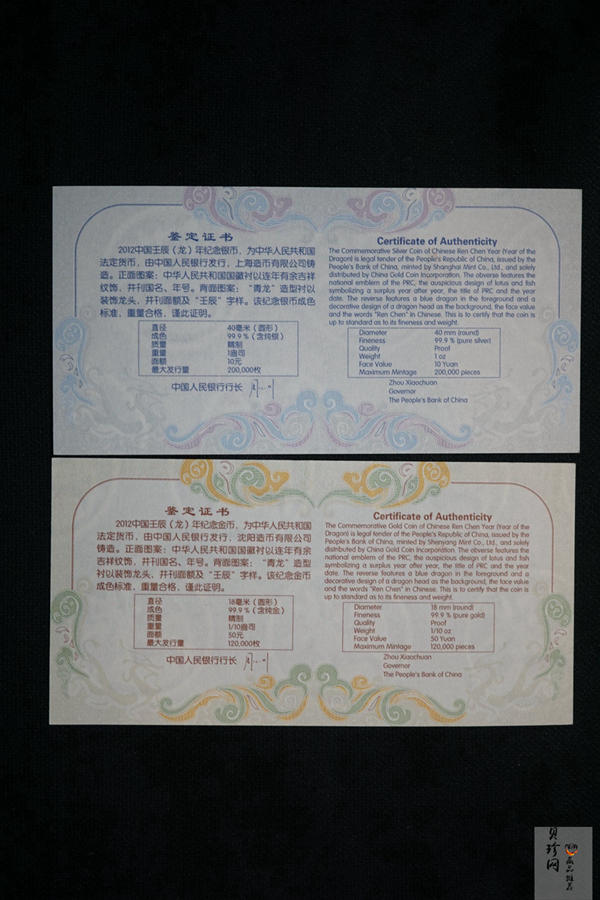 鉴定证书
2012中国壬辰（龙）年纪念银币，为中华人民共和国
法定货币，由中国人民银行发行，上海造币有限公司铸
造。正面图案：中华人民共和国国徽衬以连年有余吉祥
纹饰，并刊国名、年号。背面图案：“青龙”造型衬以
装饰龙头，并刊面额及“壬辰”字样。该纪念银币成色
标准，重量合格，谨此证明。
直径 40毫米（圆形）
成色 99.9％（含纯银）
质量 精制
重量 1盎司
面额 10元
最大发行量 200,000枚
中国人民银行行长
Certificate of Authenticity
The Commemorative Silver Coin of Chinese Ren Chen Year (Year of the
Dragon) is legal tender of the People's Republic of China, issued by the
People's Bank of China, minted by Shanghai Mint Co., Ltd., and solely
distributed by China Gold Coin Incorporation. The obverse features the
national emblem of the PRC, the auspicious design of lotus and fish
symbolizing a surplus year after year, the title of PRC and the year
date. The reverse features a blue dragon in the foreground and a
decorative design of a dragon head as the background, the face value
and the words "Ren Chen" in Chinese. This is to certify that the coin is
up to standard as to its fineness and weight.
Diameter 40 mm (round)
Fineness 99.9 % (pure silver)
Quality Proof
Weight 1 oz
Face Value 10 Yuan
Maximum Mintage 200,000 pieces
Zhou Xiaochuan
Governor
The People's Bank of China
鉴定证书
2012中国壬辰（龙）年纪念金币，为中华人民共和国
法定货币，由中国人民银行发行，沈阳造币有限公司
铸造。正面图案：中华人民共和国国徽衬以连年有余
吉祥纹饰，并刊国名、年号。背面图案：“青龙”造型
衬以装饰龙头，并刊面额及“壬辰”字样。该纪念金币
成色标准，重量合格，谨此证明。
直径 18毫米（圆形）
成色 99.9％（含纯金）
质量 精制
重量 1/10盎司
面额 50元
最大发行量 120,000枚
中国人民银行行长
Certificate of Authenticity
The Commemorative Gold Coin of Chinese Ren Chen Year (Year of the
Dragon) is legal tender of the People's Republic of China, issued by the
People's Bank of China, minted by Shenyang Mint Co., Ltd., and solely
distributed by China Gold Coin Incorporation. The obverse features the
national emblem of the PRC, the auspicious design of lotus and fish
symbolizing a surplus year after year, the title of PRC and the year
date. The reverse features a blue dragon in the foreground and a
decorative design of a dragon head as the background, the face value
and the words "Ren Chen" in Chinese. This is to certify that the coin is
up to standard as to its fineness and weight.
Diameter 18 mm (round)
Fineness 99.9 % (pure gold)
Quality Proof
Weight 1/10 oz
Face Value 50 Yuan
Maximum Mintage 120,000 pieces
Zhou Xiaochuan
Governor
The People's Bank of China
贝珍网